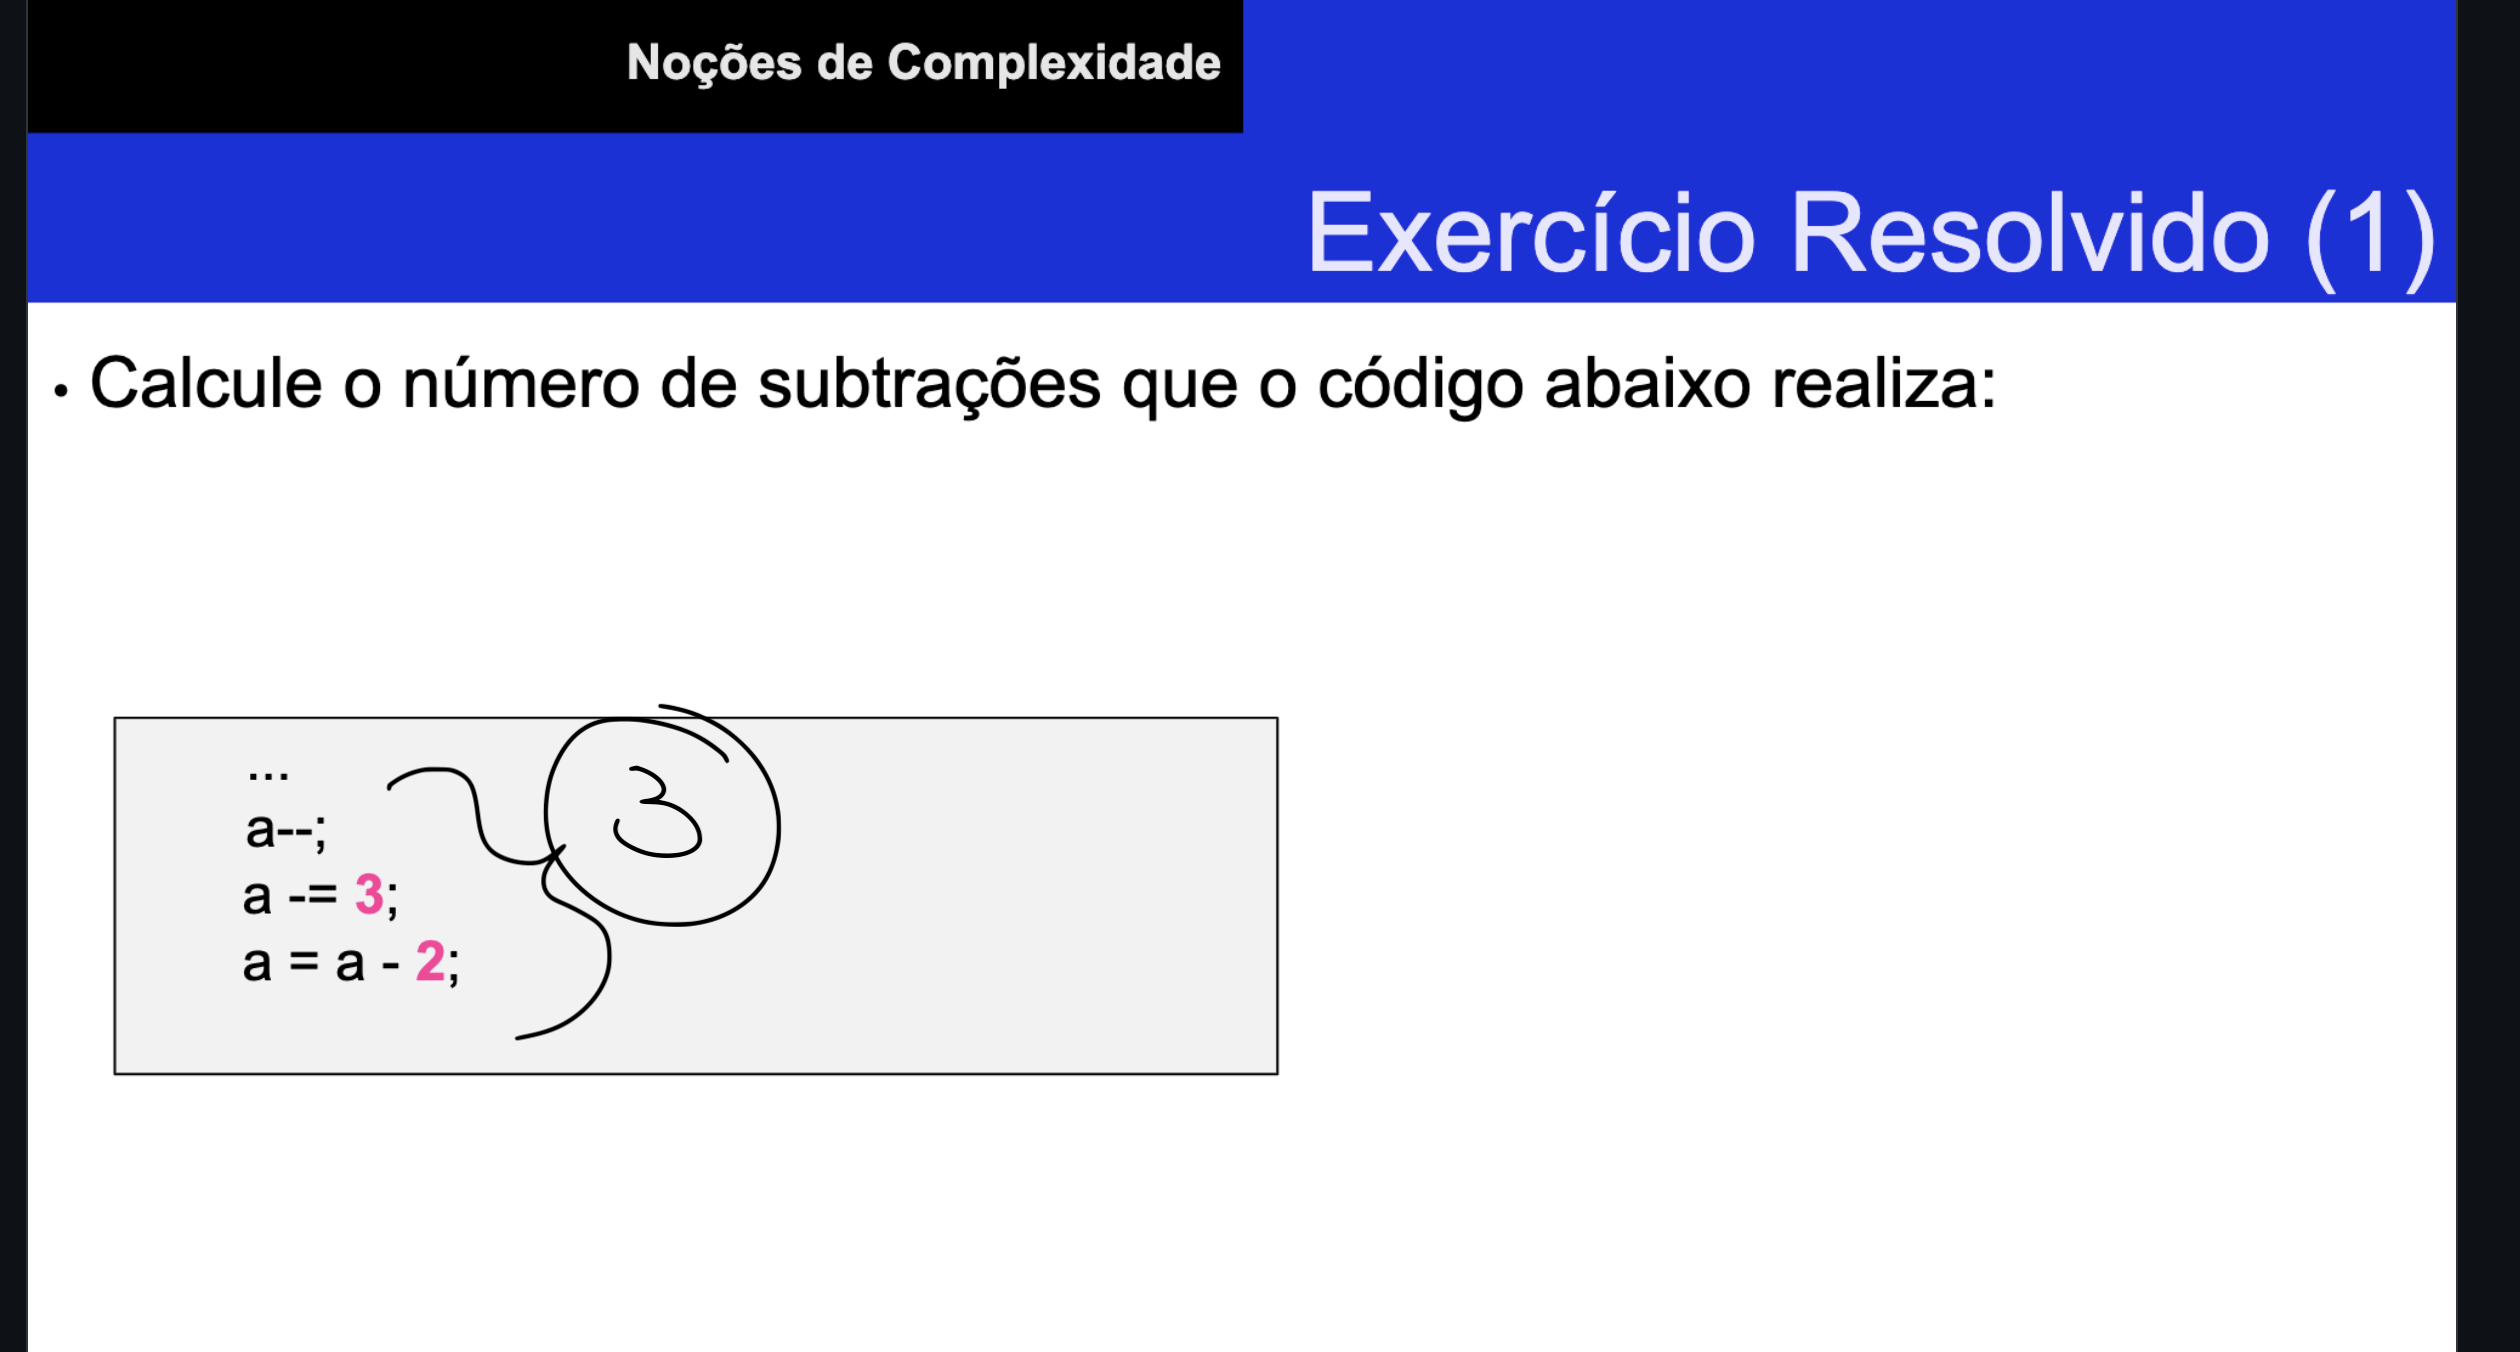 Noções de Complexidade
Exercício Resolvido (1)
• Calcule o número de subtrações que o código abaixo realiza:
...
a--;
a -= 3;
a = a - 2;
3